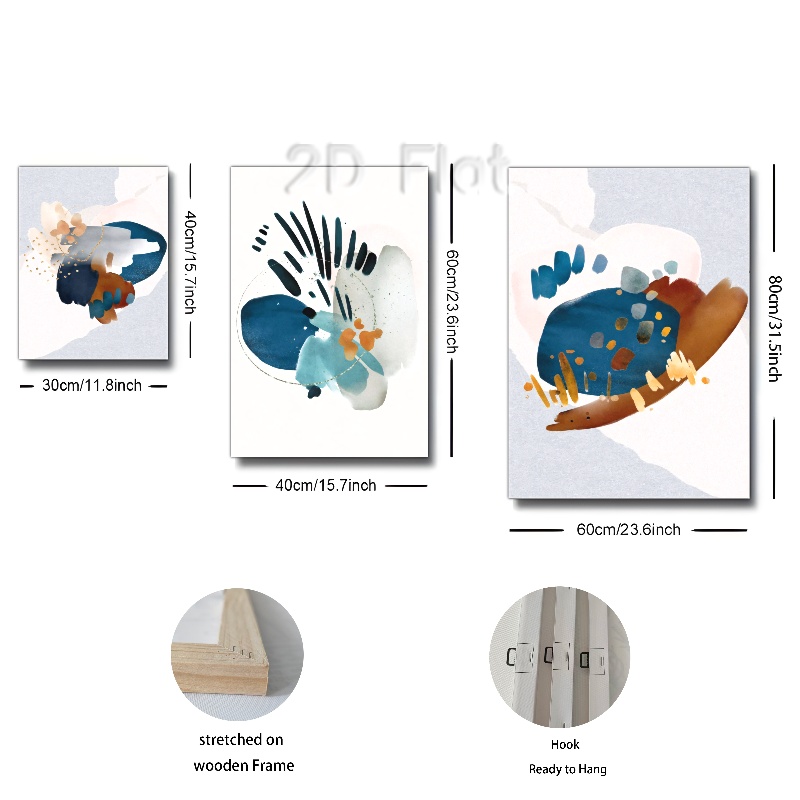 2D Flat
40cm/15.7inch
30cm/11.8inch
60cm/23.6inch
40cm/15.7inch
80cm/31.5inch
60cm/23.6inch
stretched on
wooden Frame
Hook
Ready to Hang